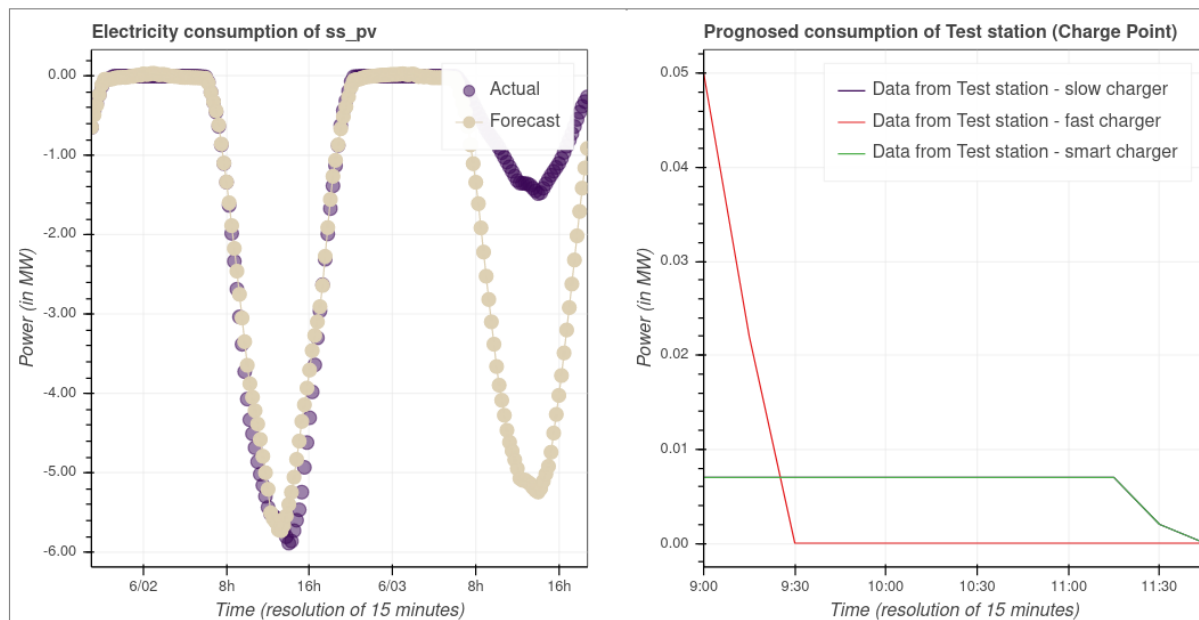 Electricity consumption of ss_pv
0.00
-1.00
-2.00
-3.00
-4.00
-5.00
-6.00
Power (in MW)
Actual
Forecast
6/02
8h
16h
6/03
8h
16h
Time (resolution of 15 minutes)
Prognosed consumption of Test station (Charge Point)
0.05
0.04
0.03
0.02
0.01
0.00
Power (in MW)
Data from Test station - slow charger
Data from Test station - fast charger
Data from Test station - smart charger
9:00
9:30
10:00
10:30
11:00
11:30
Time (resolution of 15 minutes)